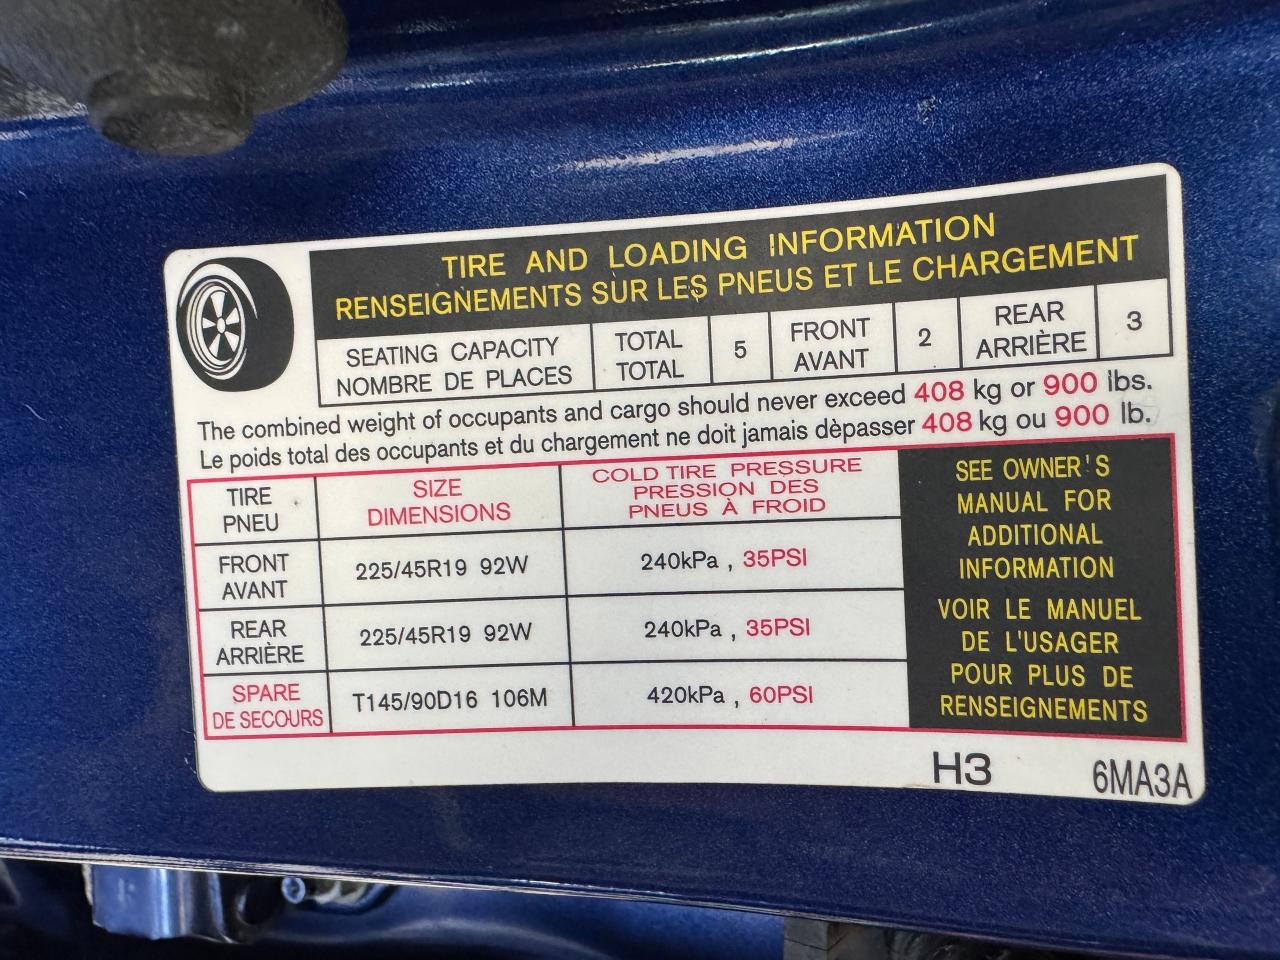 TIRE AND LOADING INFORMATION
RENSEIGNEMENTS SUR LES PNEUS ET LE CHARGEMENT
SEATING CAPACITY TOTAL 5 FRONT 2 REAR 3
NOMBRE DE PLACES TOTAL AVANT ARRIÈRE
The combined weight of occupants and cargo should never exceed 408 kg or 900 lbs.
Le poids total des occupants et du chargement ne doit jamais dèpasser 408 kg ou 900 lb.
TIRE SIZE COLD TIRE PRESSURE
PNEU DIMENSIONS PRESSION DES
PNEUS À FROID
FRONT 225/45R19 92W 240kPa , 35PSI
AVANT
REAR 225/45R19 92W 240kPa , 35PSI
ARRIÈRE
SPARE T145/90D16 106M 420kPa , 60PSI
DE SECOURS
SEE OWNER'S
MANUAL FOR
ADDITIONAL
INFORMATION
VOIR LE MANUEL
DE L'USAGER
POUR PLUS DE
RENSEIGNEMENTS
H3 6MA3A